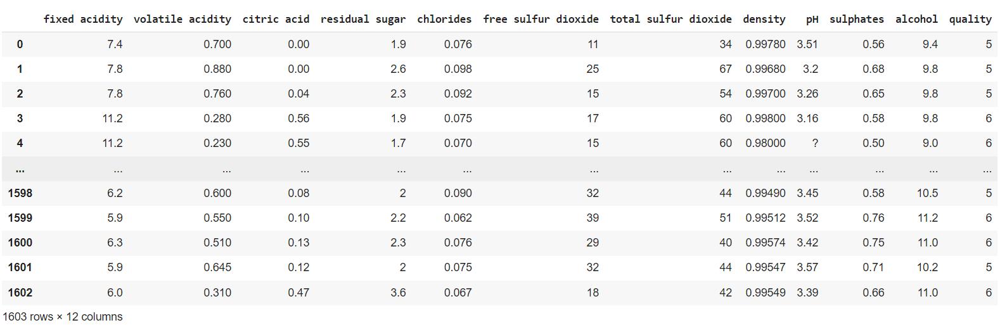 fixed acidity volatile acidity citric acid residual sugar chlorides free sulfur dioxide total sulfur dioxide density pH sulphates alcohol quality
0 7.4 0.700 0.00 1.9 0.076 11 34 0.99780 3.51 0.56 9.4 5
1 7.8 0.880 0.00 2.6 0.098 25 67 0.99680 3.2 0.68 9.8 5
2 7.8 0.760 0.04 2.3 0.092 15 54 0.99700 3.26 0.65 9.8 5
3 11.2 0.280 0.56 1.9 0.075 17 60 0.99800 3.16 0.58 9.8 6
4 11.2 0.230 0.55 1.7 0.070 15 60 0.98000 ? 0.50 9.0 6
... ... ... ... ... ... ... ... ... ... ... ... ...
1598 6.2 0.600 0.08 2 0.090 32 44 0.99490 3.45 0.58 10.5 5
1599 5.9 0.550 0.10 2.2 0.062 39 51 0.99512 3.52 0.76 11.2 6
1600 6.3 0.510 0.13 2.3 0.076 29 40 0.99574 3.42 0.75 11.0 6
1601 5.9 0.645 0.12 2 0.075 32 44 0.99547 3.57 0.71 10.2 5
1602 6.0 0.310 0.47 3.6 0.067 18 42 0.99549 3.39 0.66 11.0 6
1603 rows × 12 columns